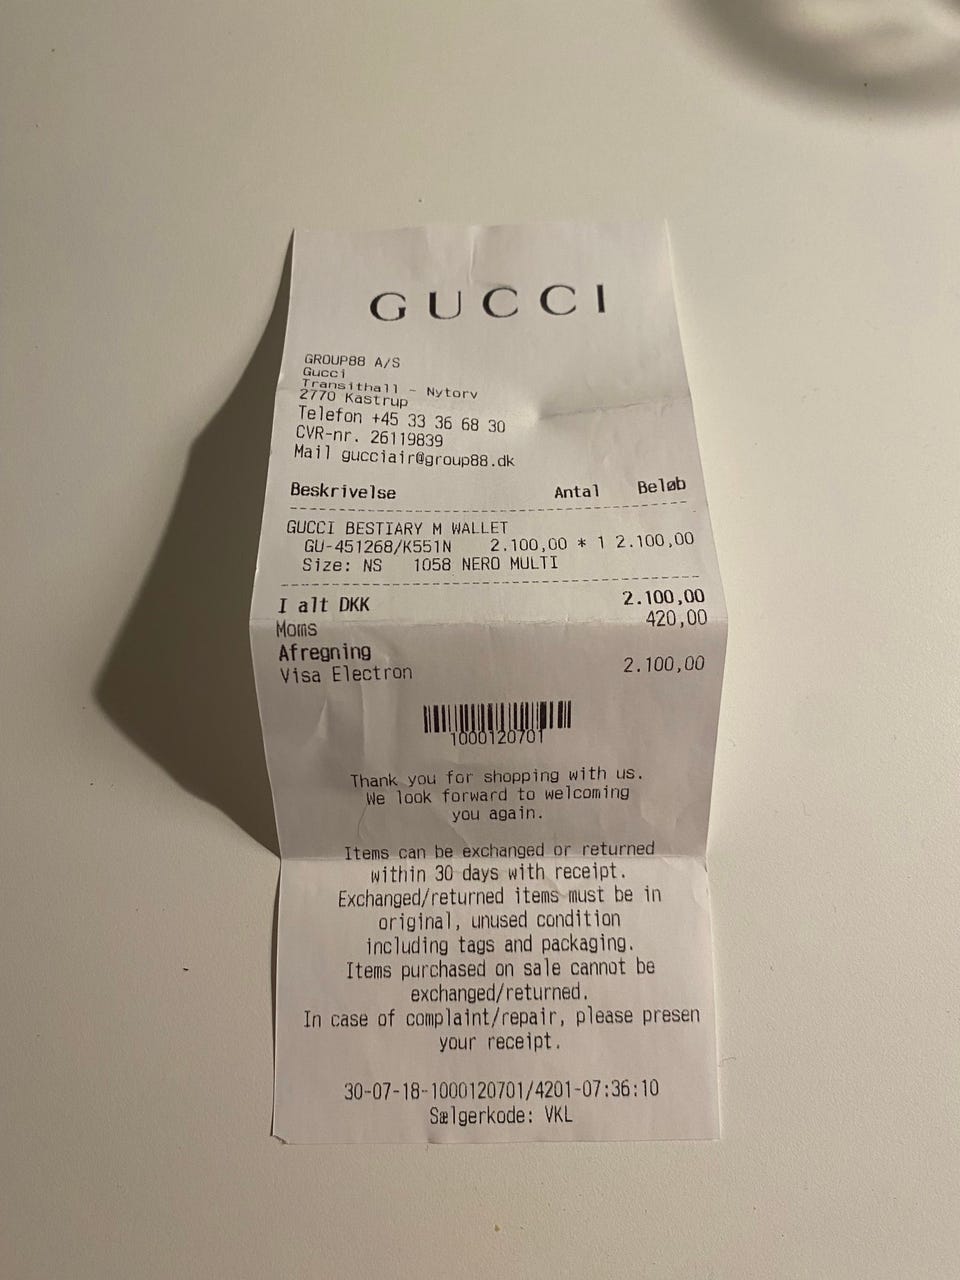 GUCCI
GROUP88 A/S
Gucci
Transithall - Nytorv
2770 Kastrup
Telefon +45 33 36 68 30
CVR-nr. 26119839
Mail gucciair@group88.dk
Beskrivelse Antal Beløb
GUCCI BESTIARY M WALLET
GU-451268/K551N 2.100,00 * 1 2.100,00
Size: NS 1058 NERO MULTI
I alt DKK 2.100,00
Moms 420,00
Afregning
Visa Electron 2.100,00
1000120701
Thank you for shopping with us.
We look forward to welcoming
you again.
Items can be exchanged or returned
within 30 days with receipt.
Exchanged/returned items must be in
original, unused condition
including tags and packaging.
Items purchased on sale cannot be
exchanged/returned.
In case of complaint/repair, please presen
your receipt.
30-07-18-1000120701/4201-07:36:10
Sælgerkode: VKL